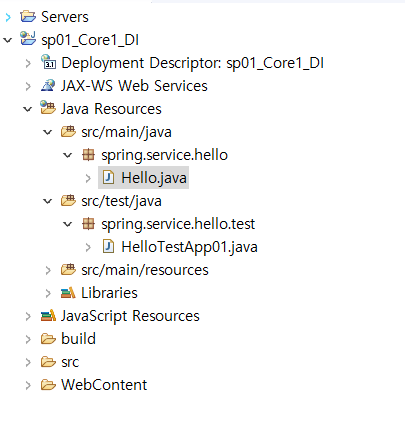 Servers
sp01_Core1_DI
Deployment Descriptor: sp01_Core1_DI
JAX-WS Web Services
Java Resources
src/main/java
spring.service.hello
Hello.java
src/test/java
spring.service.hello.test
HelloTestApp01.java
src/main/resources
Libraries
JavaScript Resources
build
src
WebContent